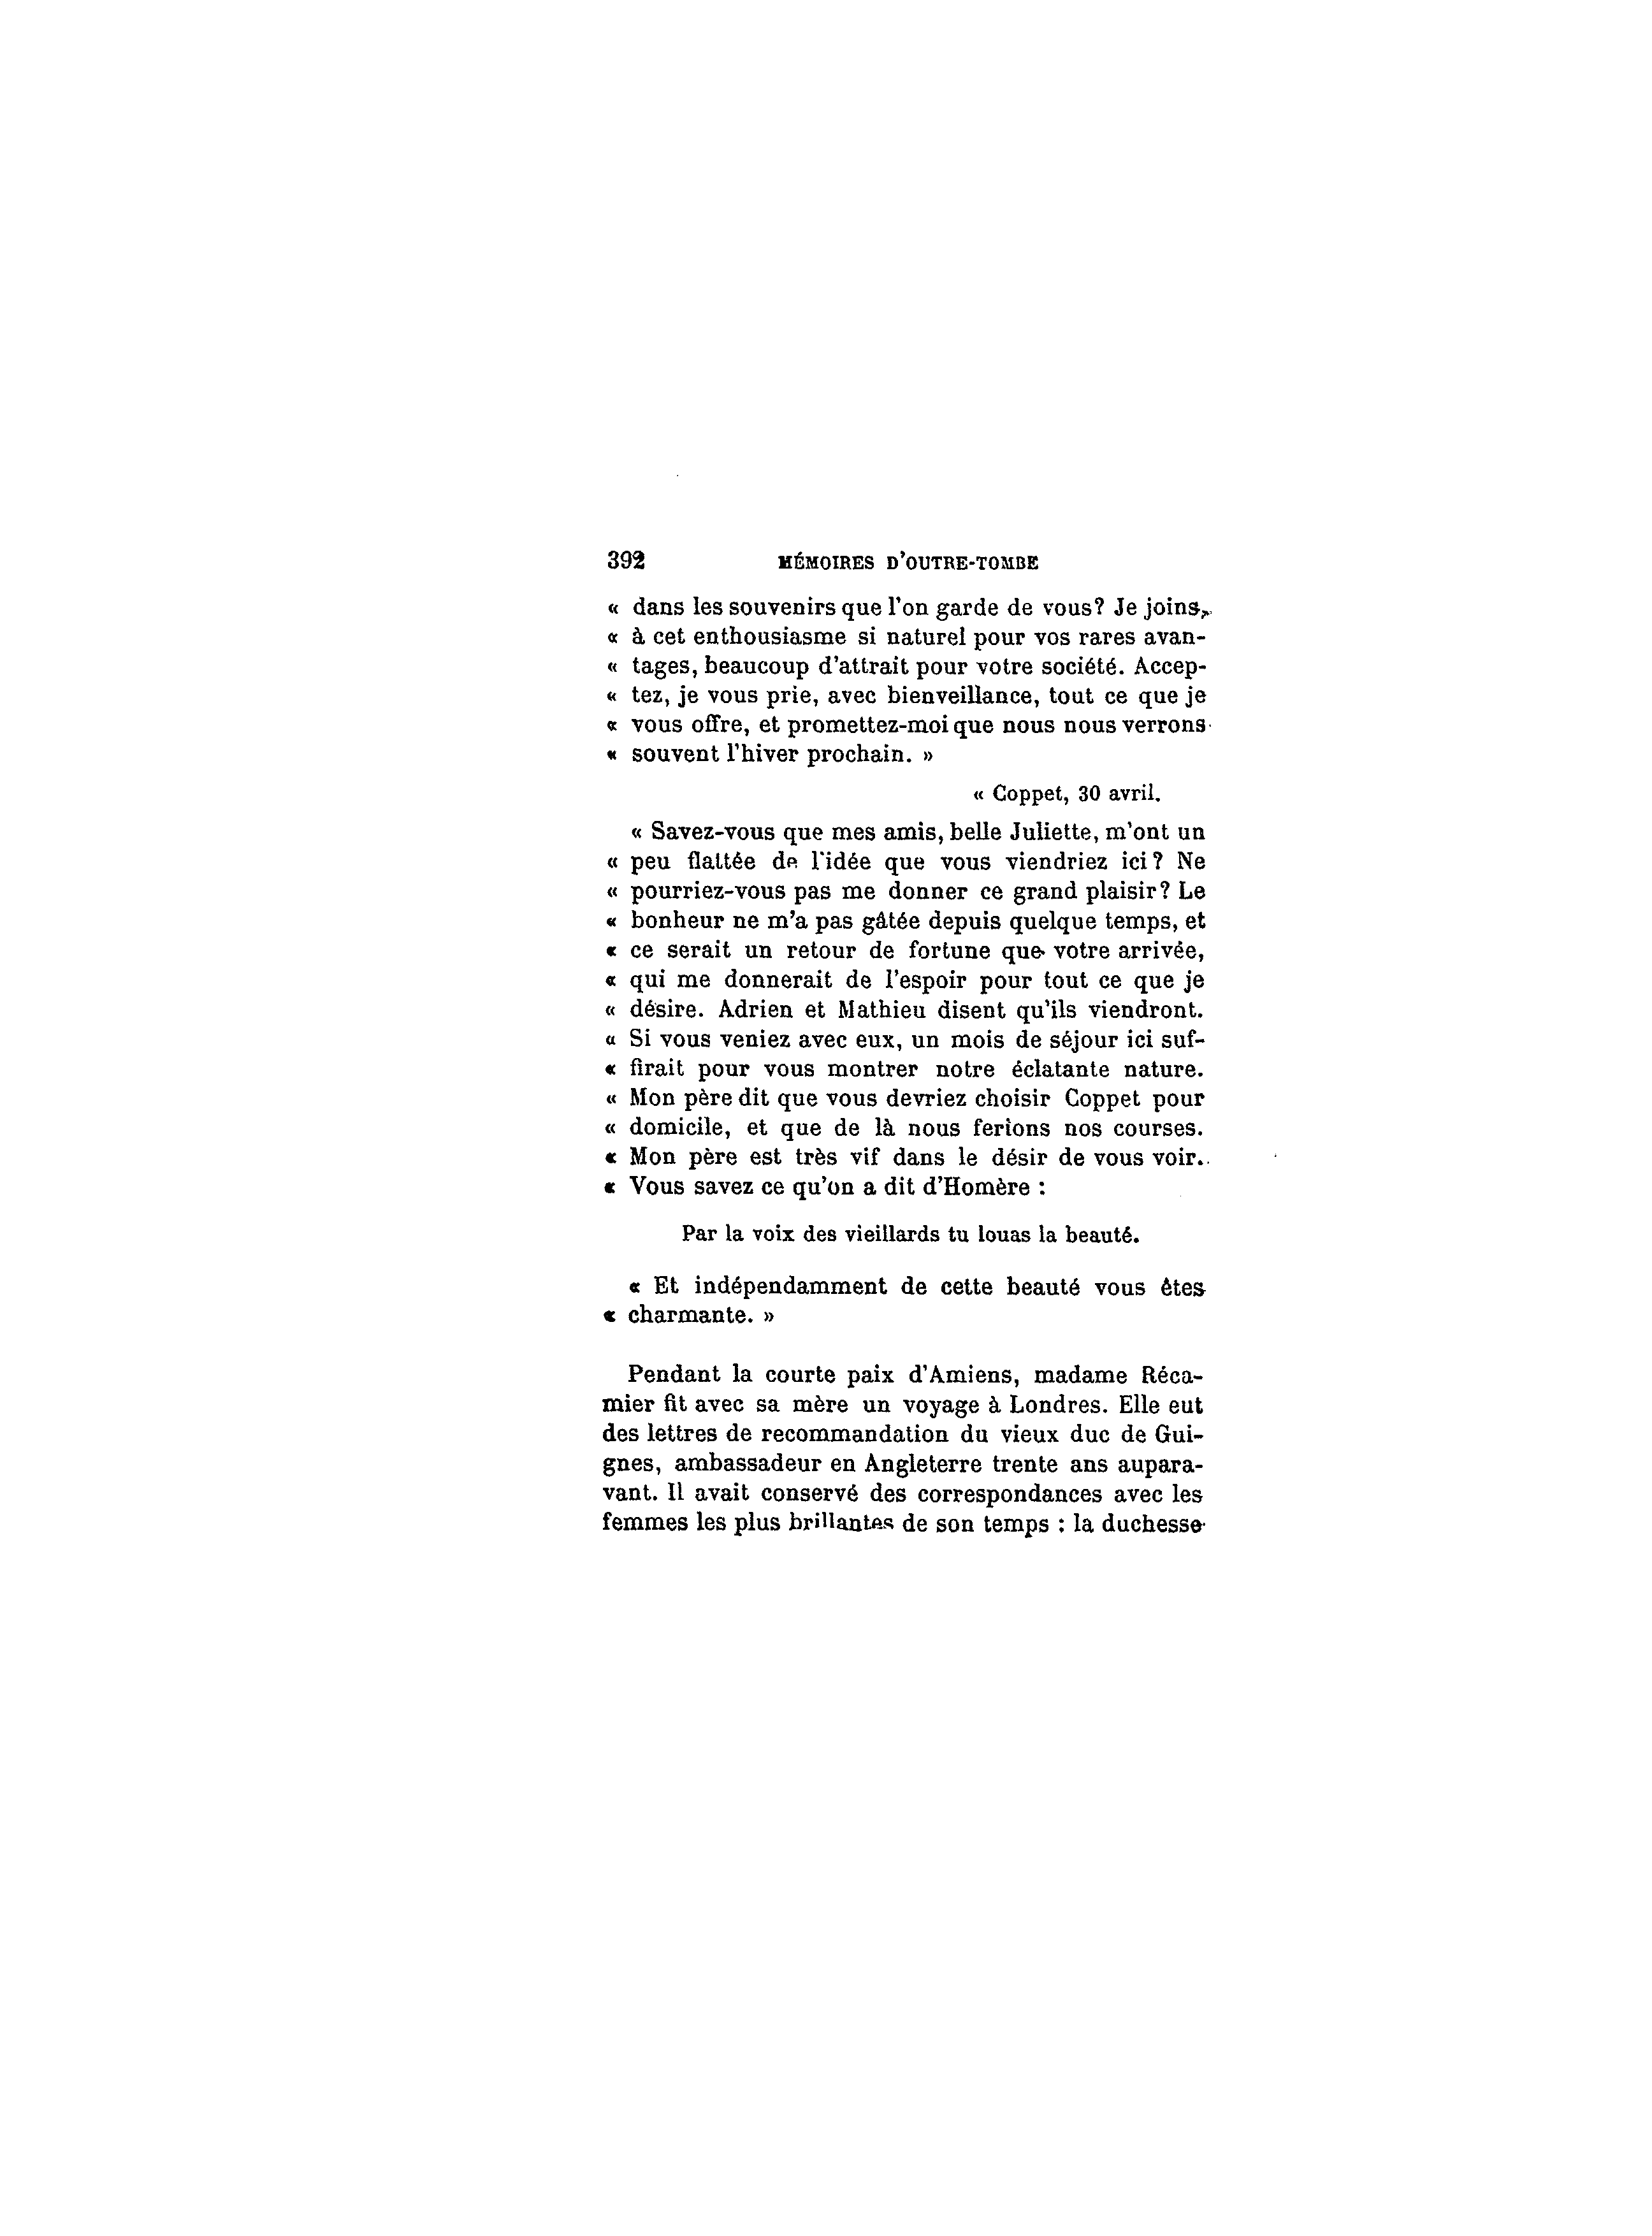 392 MÉMOIRES D'OUTRE-TOMBE
« dans les souvenirs que l'on garde de vous? Je joins,
« à cet enthousiasme si naturel pour vos rares avan-
« tages, beaucoup d'attrait pour votre société. Accep-
« tez, je vous prie, avec bienveillance, tout ce que je
« vous offre, et promettez-moi que nous nous verrons
« souvent l'hiver prochain. »
« Coppet, 30 avril.
« Savez-vous que mes amis, belle Juliette, m'ont un
« peu flattée de l'idée que vous viendriez ici? Ne
« pourriez-vous pas me donner ce grand plaisir? Le
« bonheur ne m'a pas gâtée depuis quelque temps, et
« ce serait un retour de fortune que votre arrivée,
« qui me donnerait de l'espoir pour tout ce que je
« désire. Adrien et Mathieu disent qu'ils viendront.
« Si vous veniez avec eux, un mois de séjour ici suf-
« firait pour vous montrer notre éclatante nature.
« Mon père dit que vous devriez choisir Coppet pour
« domicile, et que de là nous ferions nos courses.
« Mon père est très vif dans le désir de vous voir.
« Vous savez ce qu'on a dit d'Homère :
Par la voix des vieillards tu louas la beauté.
« Et indépendamment de cette beauté vous êtes
« charmante. »
Pendant la courte paix d'Amiens, madame Réca-
mier fit avec sa mère un voyage à Londres. Elle eut
des lettres de recommandation du vieux duc de Gui-
gnes, ambassadeur en Angleterre trente ans aupara-
vant. Il avait conservé des correspondances avec les
femmes les plus brillantes de son temps : la duchesse